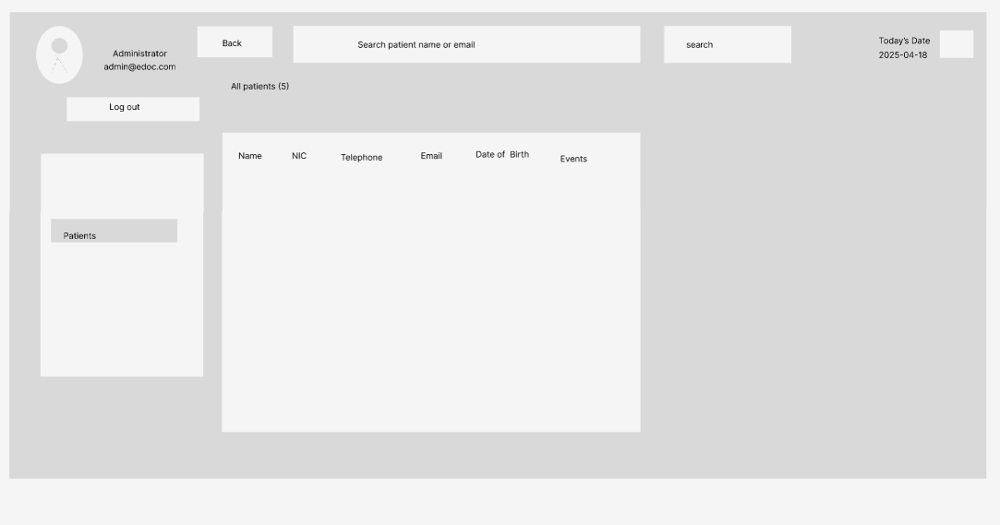 Administrator
admin@edoc.com
Back
Search patient name or email
search
Today's Date
2025-04-18
All patients (5)
Log out
Name NIC Telephone Email Date of Birth Events
Patients